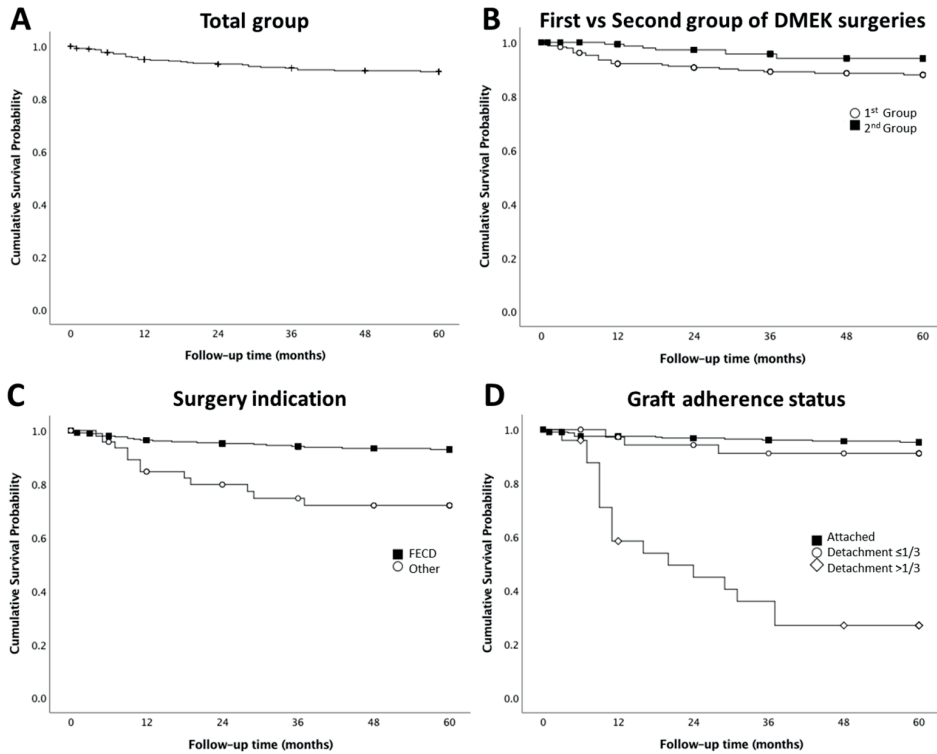 A
Total group
Cumulative Survival Probability
1.0
0.8
0.6
0.4
0.2
0.0
0 12 24 36 48 60
Follow-up time (months)
B
First vs Second group of DMEK surgeries
Cumulative Survival Probability
1.0
0.8
0.6
0.4
0.2
0.0
1st Group
2nd Group
0 12 24 36 48 60
Follow-up time (months)
C
Surgery indication
Cumulative Survival Probability
1.0
0.8
0.6
0.4
0.2
0.0
FECD
Other
0 12 24 36 48 60
Follow-up time (months)
D
Graft adherence status
Cumulative Survival Probability
1.0
0.8
0.6
0.4
0.2
0.0
Attached
Detachment ≤1/3
Detachment >1/3
0 12 24 36 48 60
Follow-up time (months)